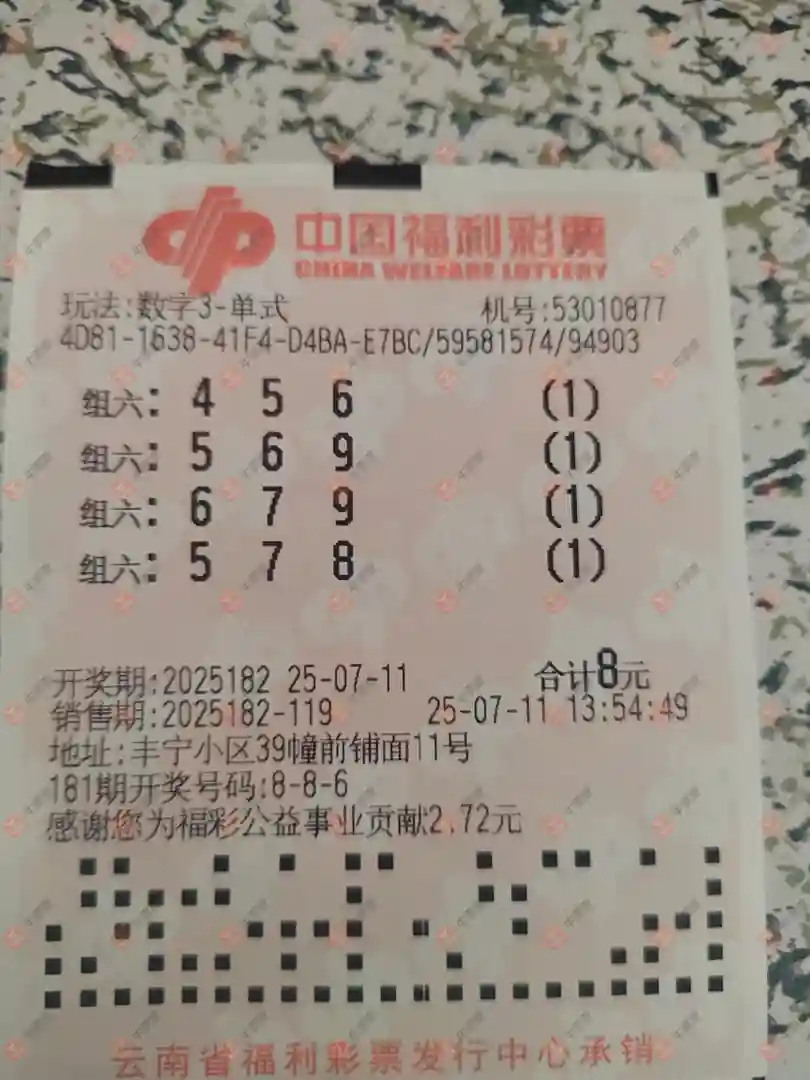 中国福利彩票
CHINA WELFARE LOTTERY
玩法:数字3-单式 机号:53010877
4D81-1638-41F4-D4BA-E7BC/59581574/94903
组六: 4 5 6 (1)
组六: 5 6 9 (1)
组六: 6 7 9 (1)
组六: 5 7 8 (1)
开奖期:2025182 25-07-11 合计8元
销售期:2025182-119 25-07-11 13:54:49
地址:丰宁小区39幢前铺面11号
181期开奖号码:8-8-6
感谢您为福彩公益事业贡献2.72元
云南省福利彩票发行中心承销